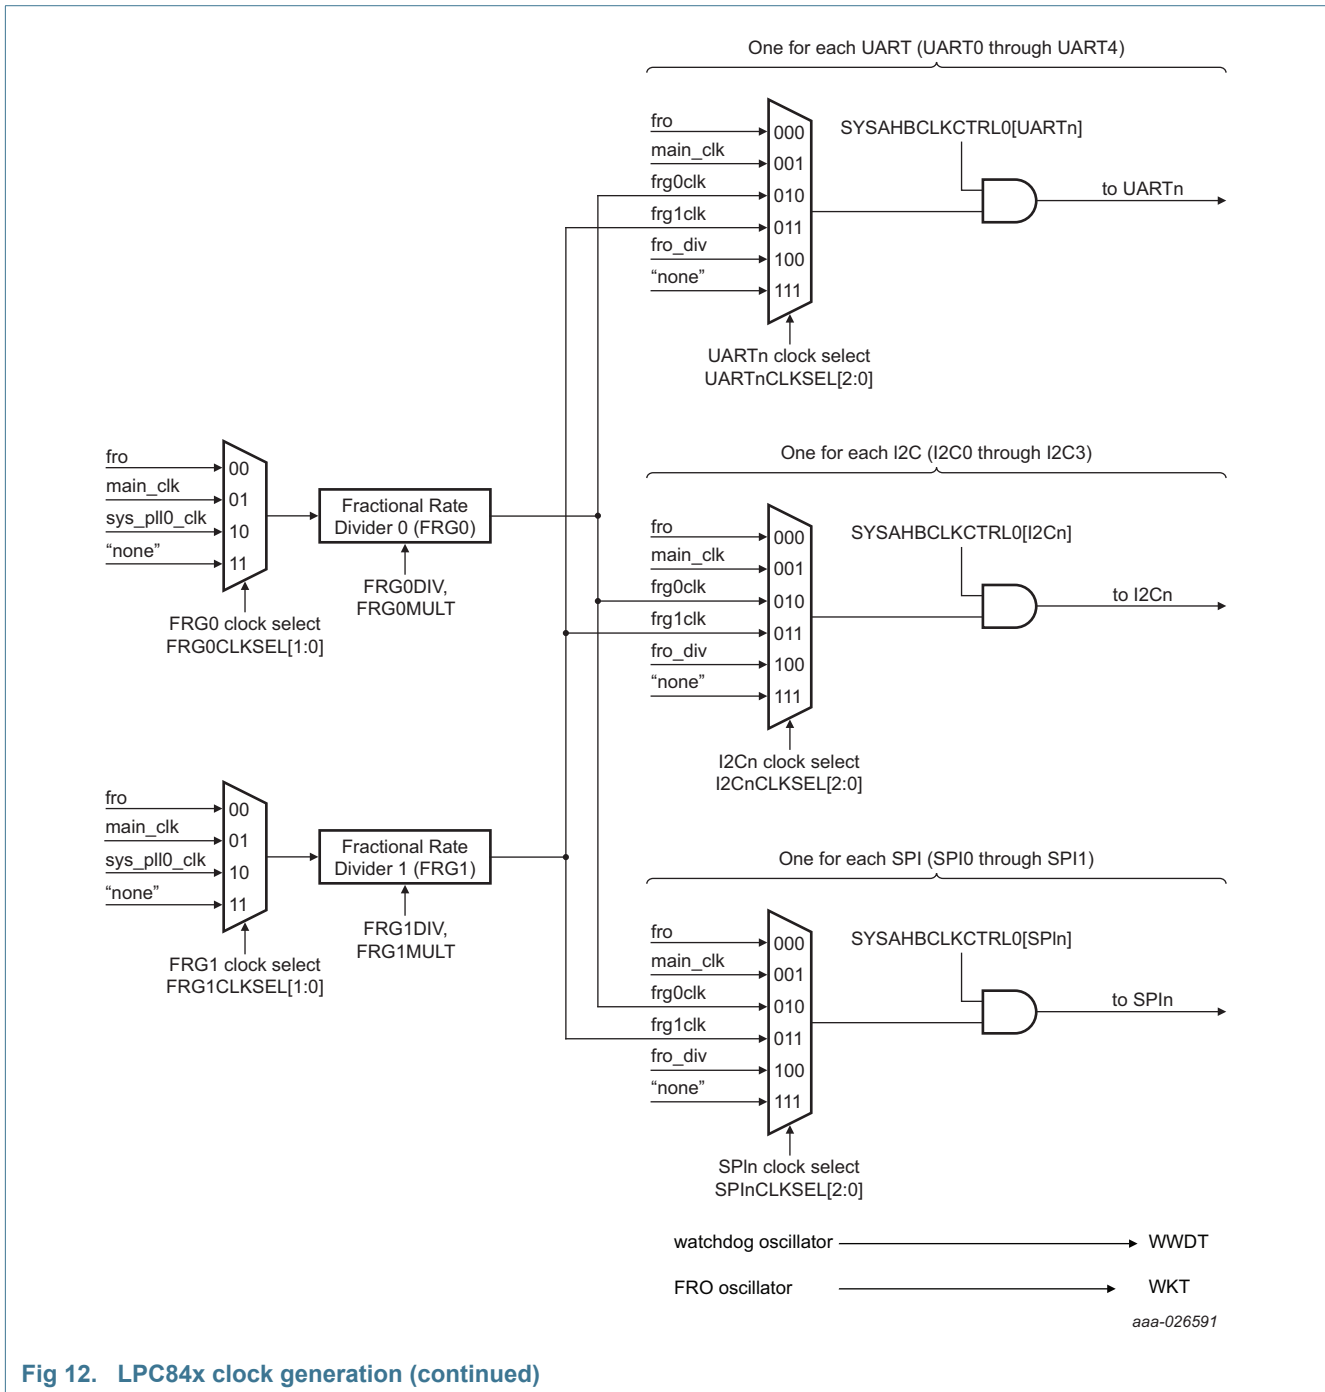 One for each UART (UART0 through UART4)
fro
000
main_clk
001
frg0clk
010
frg1clk
011
fro_div
100
“none”
111
SYSAHBCLKCTRL0[UARTn]
to UARTn
UARTn clock select
UARTnCLKSEL[2:0]
fro
00
main_clk
01
sys_pll0_clk
10
“none”
11
FRG0 clock select
FRG0CLKSEL[1:0]
Fractional Rate
Divider 0 (FRG0)
FRG0DIV,
FRG0MULT
One for each I2C (I2C0 through I2C3)
fro
000
main_clk
001
frg0clk
010
frg1clk
011
fro_div
100
“none”
111
SYSAHBCLKCTRL0[I2Cn]
to I2Cn
I2Cn clock select
I2CnCLKSEL[2:0]
fro
00
main_clk
01
sys_pll0_clk
10
“none”
11
FRG1 clock select
FRG1CLKSEL[1:0]
Fractional Rate
Divider 1 (FRG1)
FRG1DIV,
FRG1MULT
One for each SPI (SPI0 through SPI1)
fro
000
main_clk
001
frg0clk
010
frg1clk
011
fro_div
100
“none”
111
SYSAHBCLKCTRL0[SPIn]
to SPIn
SPIn clock select
SPInCLKSEL[2:0]
watchdog oscillator
WWDT
FRO oscillator
WKT
aaa-026591
Fig 12. LPC84x clock generation (continued)